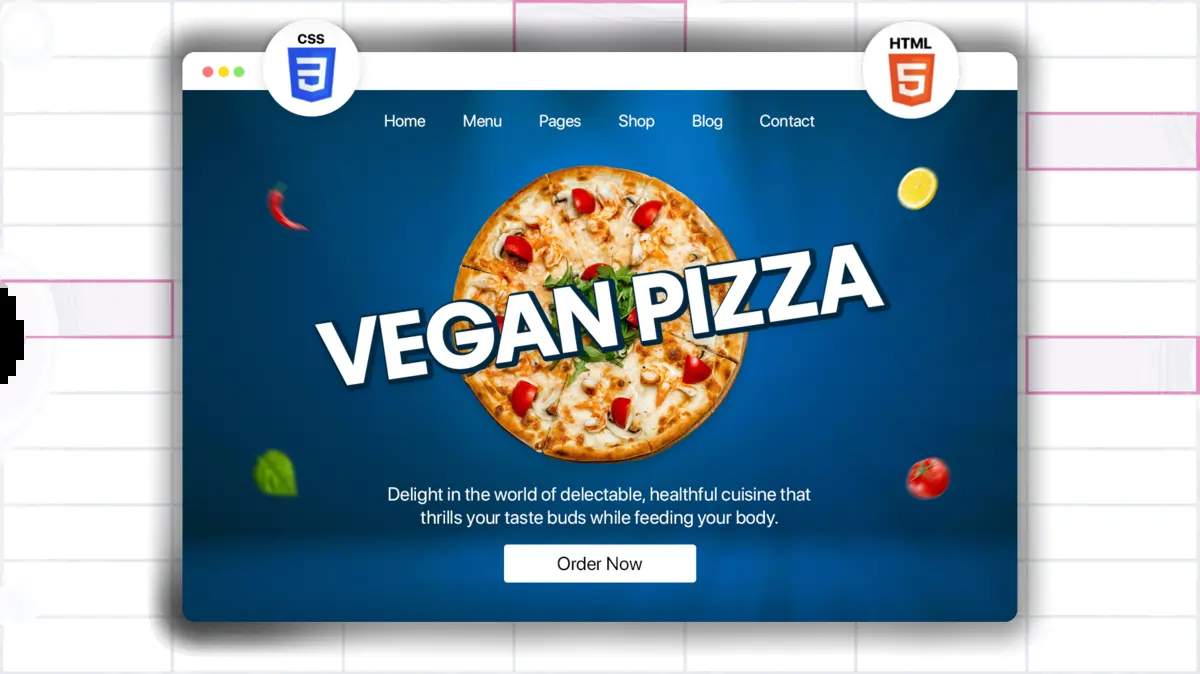 CSS
3
HTML
5
Home Menu Pages Shop Blog Contact
VEGAN PIZZA
Delight in the world of delectable, healthful cuisine that
thrills your taste buds while feeding your body.
Order Now